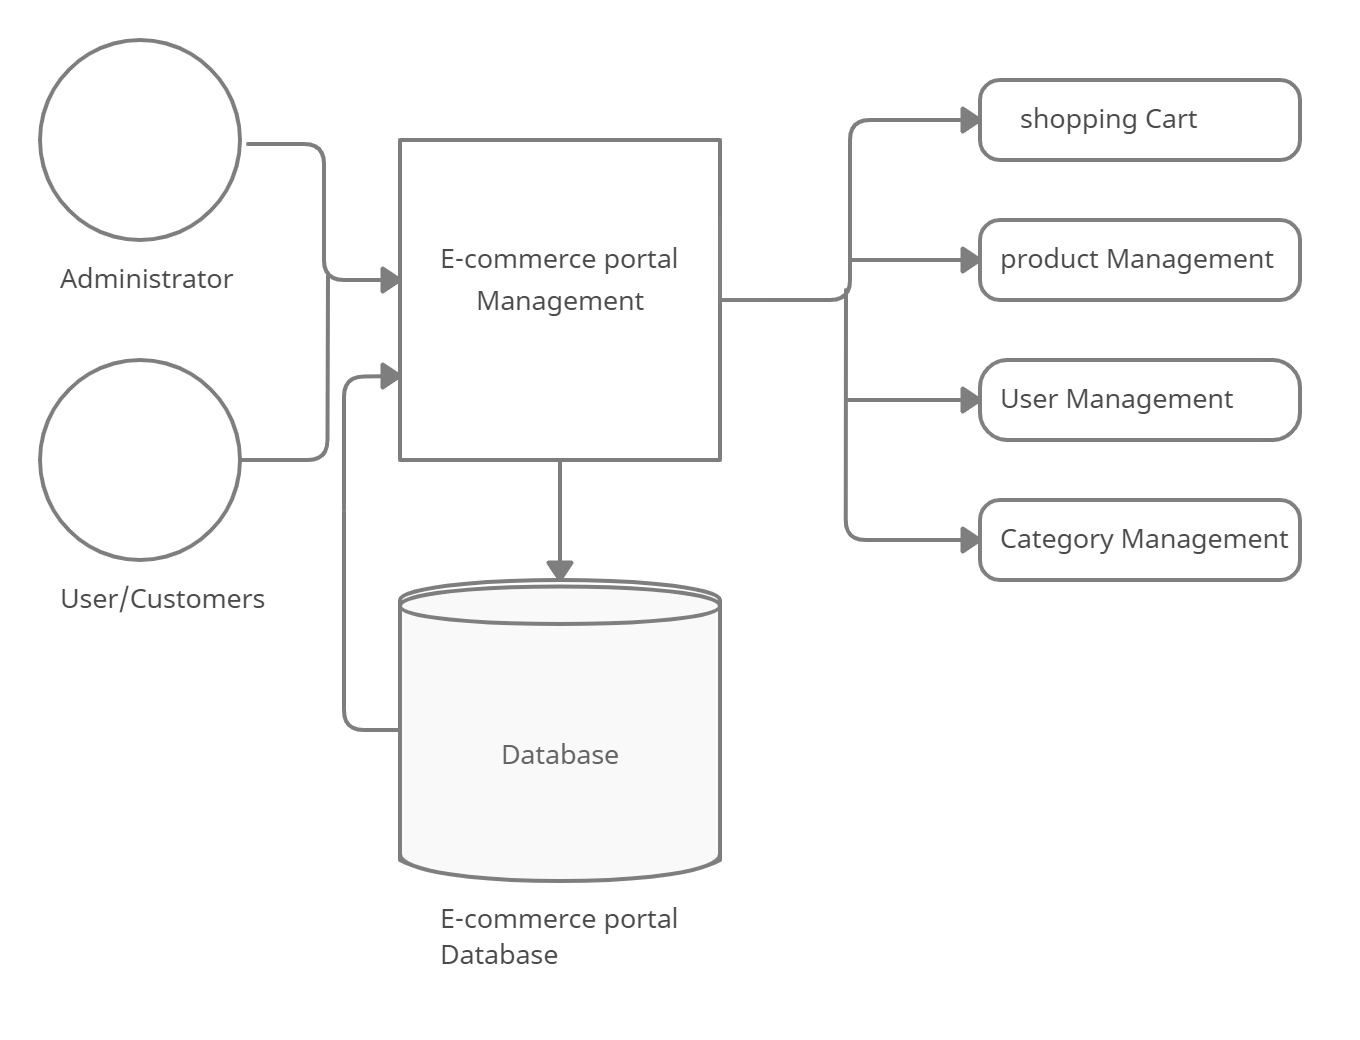 Administrator
User/Customers
E-commerce portal
Management
shopping Cart
product Management
User Management
Category Management
Database
E-commerce portal
Database